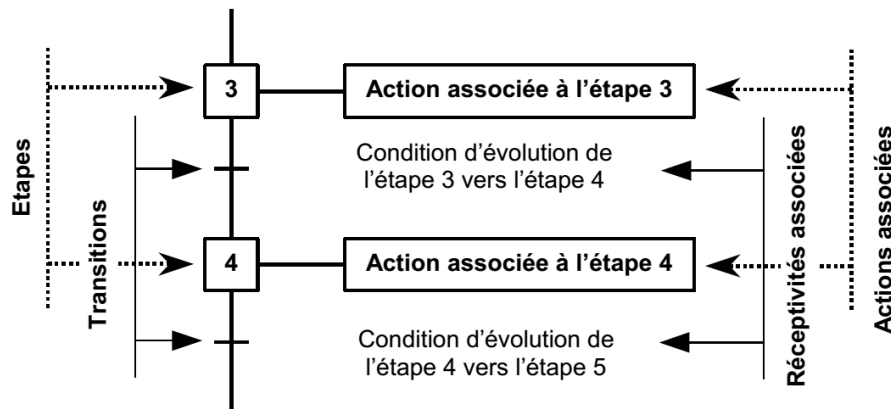 3
Action associée à l'étape 3
Condition d'évolution de
l'étape 3 vers l'étape 4
4
Action associée à l'étape 4
Condition d'évolution de
l'étape 4 vers l'étape 5
Etapes
Transitions
Réceptivités associées
Actions associées